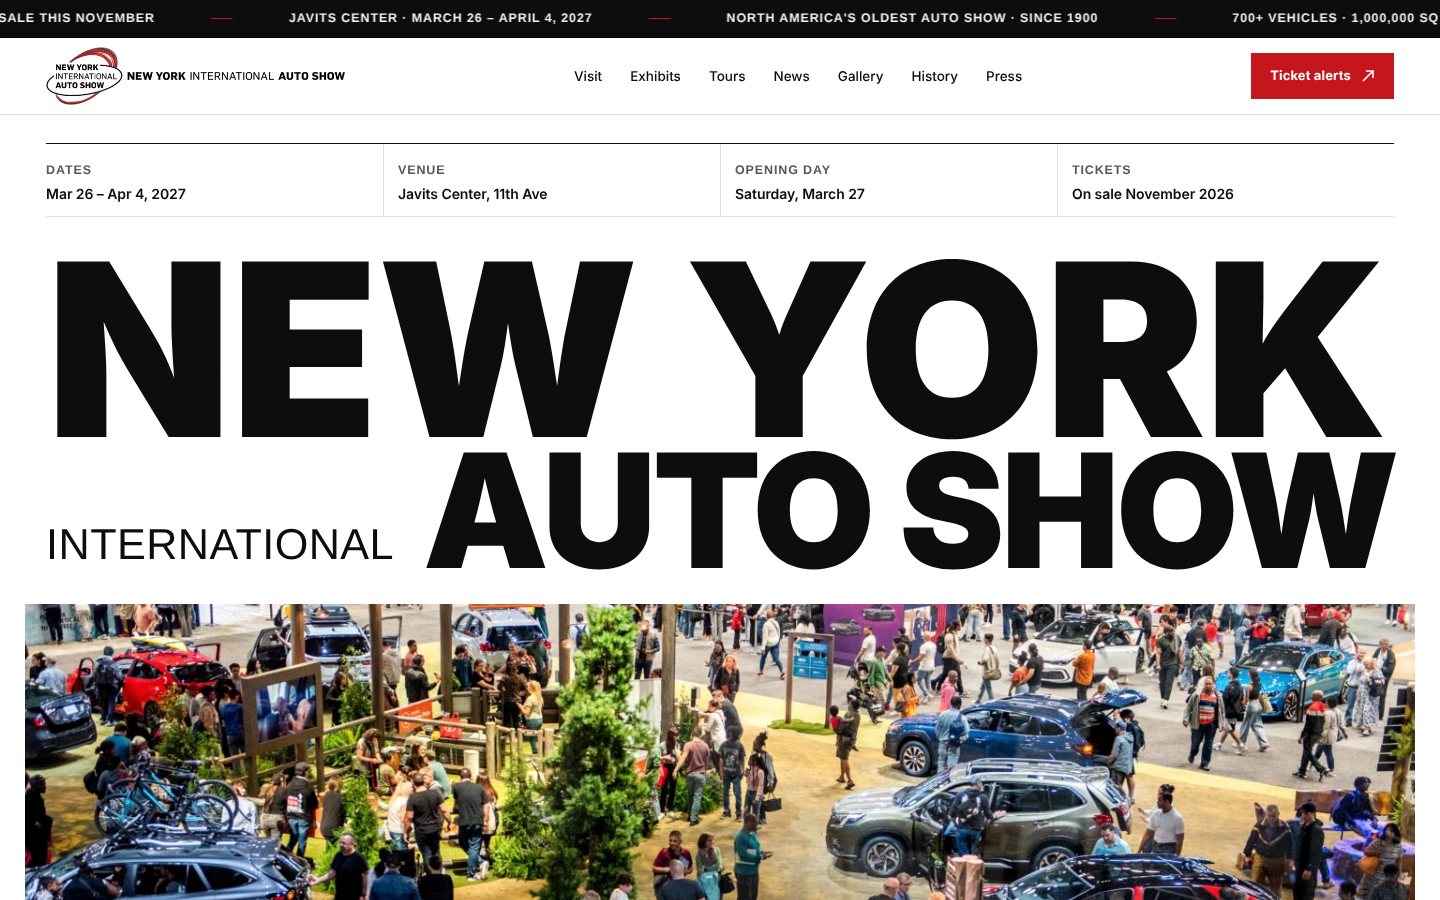 SALE THIS NOVEMBER
JAVITS CENTER · MARCH 26 – APRIL 4, 2027
NORTH AMERICA'S OLDEST AUTO SHOW · SINCE 1900
700+ VEHICLES · 1,000,000 SQ
NEW YORK
INTERNATIONAL
AUTO SHOW
NEW YORK INTERNATIONAL AUTO SHOW
Visit
Exhibits
Tours
News
Gallery
History
Press
Ticket alerts
DATES
Mar 26 – Apr 4, 2027
VENUE
Javits Center, 11th Ave
OPENING DAY
Saturday, March 27
TICKETS
On sale November 2026
NEW YORK
INTERNATIONAL AUTO SHOW